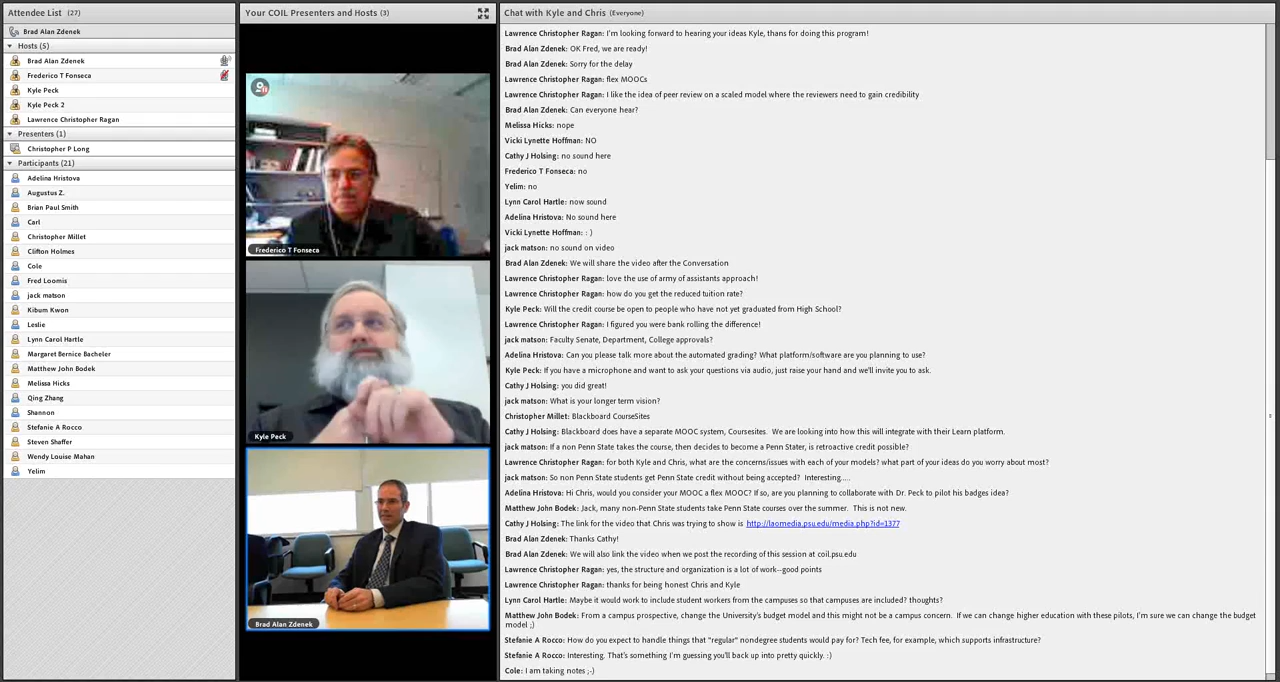 Attendee List (27)
Brad Alan Zdenek
Hosts (5)
Brad Alan Zdenek
Frederico T Fonseca
Kyle Peck
Kyle Peck 2
Lawrence Christopher Ragan
Presenters (1)
Christopher P Long
Participants (21)
Adelina Hristova
Augustus Z.
Brian Paul Smith
Carl
Christopher Millet
Clifton Holmes
Cole
Fred Loomis
jack matson
Kibum Kwon
Leslie
Lynn Carol Hartle
Margaret Bernice Bacheler
Matthew John Bodek
Melissa Hicks
Qing Zhang
Shannon
Stefanie A Rocco
Steven Shaffer
Wendy Louise Mahan
Yelim
Your COIL Presenters and Hosts (3)
Frederico T Fonseca
Kyle Peck
Brad Alan Zdenek
Chat with Kyle and Chris (Everyone)
Lawrence Christopher Ragan: I'm looking forward to hearing your ideas Kyle, thans for doing this program!
Brad Alan Zdenek: OK Fred, we are ready!
Brad Alan Zdenek: Sorry for the delay
Lawrence Christopher Ragan: flex MOOCs
Lawrence Christopher Ragan: I like the idea of peer review on a scaled model where the reviewers need to gain credibility
Brad Alan Zdenek: Can everyone hear?
Melissa Hicks: nope
Vicki Lynette Hoffman: NO
Cathy J Holsing: no sound here
Frederico T Fonseca: no
Yelim: no
Lynn Carol Hartle: now sound
Adelina Hristova: No sound here
Vicki Lynette Hoffman: : )
jack matson: no sound on video
Brad Alan Zdenek: We will share the video after the Conversation
Lawrence Christopher Ragan: love the use of army of assistants approach!
Lawrence Christopher Ragan: how do you get the reduced tuition rate?
Kyle Peck: Will the credit course be open to people who have not yet graduated from High School?
Lawrence Christopher Ragan: I figured you were bank rolling the difference!
jack matson: Faculty Senate, Department, College approvals?
Adelina Hristova: Can you please talk more about the automated grading? What platform/software are you planning to use?
Kyle Peck: If you have a microphone and want to ask your questions via audio, just raise your hand and we'll invite you to ask.
Cathy J Holsing: you did great!
jack matson: What is your longer term vision?
Christopher Millet: Blackboard CourseSites
Cathy J Holsing: Blackboard does have a separate MOOC system, Coursesites. We are looking into how this will integrate with their Learn platform.
jack matson: If a non Penn State takes the course, then decides to become a Penn Stater, is retroactive credit possible?
Lawrence Christopher Ragan: for both Kyle and Chris, what are the concerns/issues with each of your models? what part of your ideas do you worry about most?
jack matson: So non Penn State students get Penn State credit without being accepted? Interesting.....
Adelina Hristova: Hi Chris, would you consider your MOOC a flex MOOC? If so, are you planning to collaborate with Dr. Peck to pilot his badges idea?
Matthew John Bodek: Jack, many non-Penn State students take Penn State courses over the summer. This is not new.
Cathy J Holsing: The link for the video that Chris was trying to show is http://laomedia.psu.edu/media.php?id=1377
Brad Alan Zdenek: Thanks Cathy!
Brad Alan Zdenek: We will also link the video when we post the recording of this session at coil.psu.edu
Lawrence Christopher Ragan: yes, the structure and organization is a lot of work--good points
Lawrence Christopher Ragan: thanks for being honest Chris and Kyle
Lynn Carol Hartle: Maybe it would work to include student workers from the campuses so that campuses are included? thoughts?
Matthew John Bodek: From a campus prospective, change the University's budget model and this might not be a campus concern. If we can change higher education with these pilots, I'm sure we can change the budget
model ;)
Stefanie A Rocco: How do you expect to handle things that "regular" nondegree students would pay for? Tech fee, for example, which supports infrastructure?
Stefanie A Rocco: Interesting. That's something I'm guessing you'll back up into pretty quickly. :)
Cole: I am taking notes ;-)